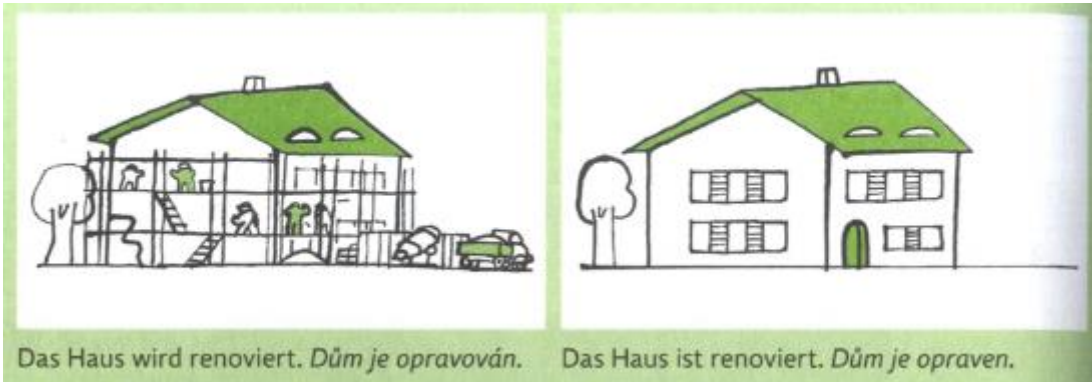 Das Haus wird renoviert. Dům je opravován.
Das Haus ist renoviert. Dům je opraven.